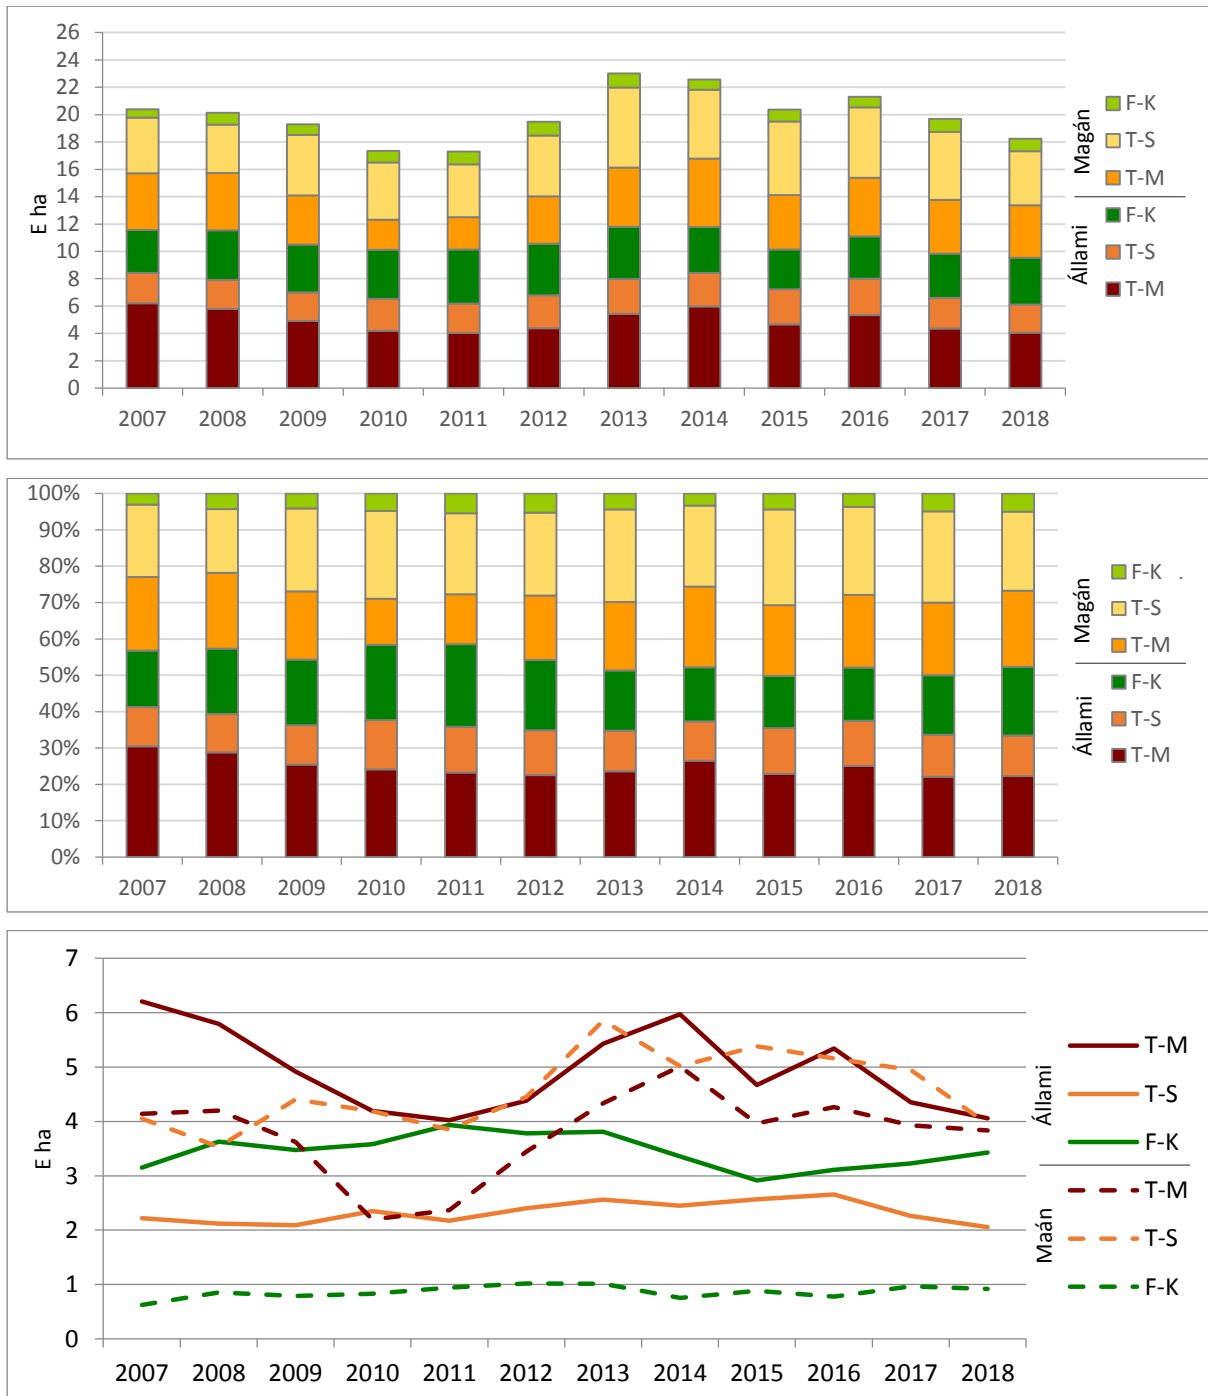 26
24
22
20
18
16
14
12
10
8
6
4
2
0
E ha
2007 2008 2009 2010 2011 2012 2013 2014 2015 2016 2017 2018
Magán
F-K
T-S
T-M
Állami
F-K
T-S
T-M
100%
90%
80%
70%
60%
50%
40%
30%
20%
10%
0%
2007 2008 2009 2010 2011 2012 2013 2014 2015 2016 2017 2018
Magán
F-K .
T-S
T-M
Állami
F-K
T-S
T-M
7
6
5
4
3
2
1
0
E ha
2007 2008 2009 2010 2011 2012 2013 2014 2015 2016 2017 2018
Állami
T-M
T-S
F-K
Maán
T-M
T-S
F-K